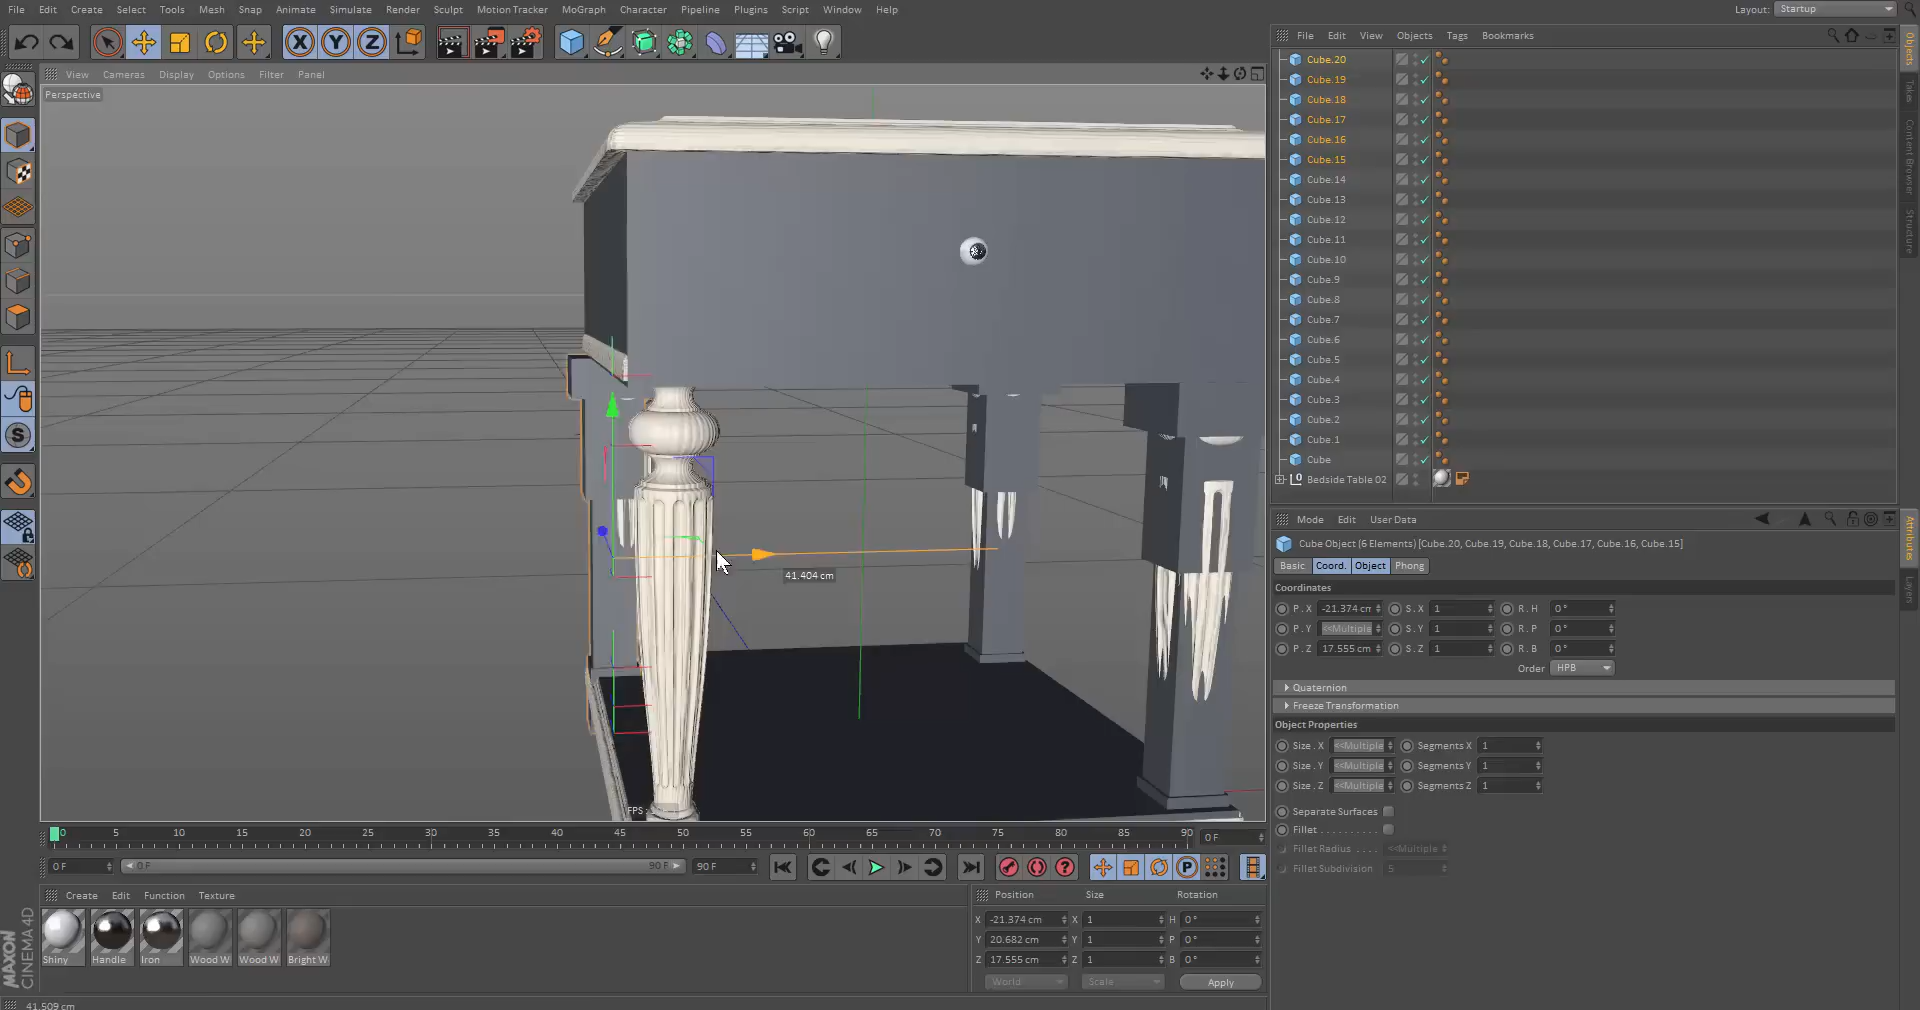 File Edit Create Select Tools Mesh Snap Animate Simulate Render Sculpt Motion Tracker MoGraph Character Pipeline Plugins Script Window Help
Layout: Startup
File Edit View Objects Tags Bookmarks
View Cameras Display Options Filter Panel
Perspective
Cube.20
Cube.19
Cube.18
Cube.17
Cube.16
Cube.15
Cube.14
Cube.13
Cube.12
Cube.11
Cube.10
Cube.9
Cube.8
Cube.7
Cube.6
Cube.5
Cube.4
Cube.3
Cube.2
Cube.1
Cube
Bedside Table 02
Objects
Takes
Content Browser
Structure
41.404 cm
FPS :
Mode Edit User Data
Cube Object (6 Elements) [Cube.20, Cube.19, Cube.18, Cube.17, Cube.16, Cube.15]
Basic Coord. Object Phong
Coordinates
P . X -21.374 cm S . X 1 R . H 0 °
P . Y <<Multiple S . Y 1 R . P 0 °
P . Z 17.555 cm S . Z 1 R . B 0 °
Order HPB
Quaternion
Freeze Transformation
Object Properties
Size . X <<Multiple Segments X 1
Size . Y <<Multiple Segments Y 1
Size . Z <<Multiple Segments Z 1
Separate Surfaces
Fillet . . . . . . . . . .
Fillet Radius . . . . <<Multiple
Fillet Subdivision 5
Attributes
Layers
0 5 10 15 20 25 30 35 40 45 50 55 60 65 70 75 80 85 90 0 F
0 F 0 F 90 F 90 F
Create Edit Function Texture
Shiny Handle Iron Wood W Wood W Bright W
Position Size Rotation
X -21.374 cm X 1 H 0 °
Y 20.682 cm Y 1 P 0 °
Z 17.555 cm Z 1 B 0 °
World Scale Apply
MAXON
CINEMA 4D
41.509 cm